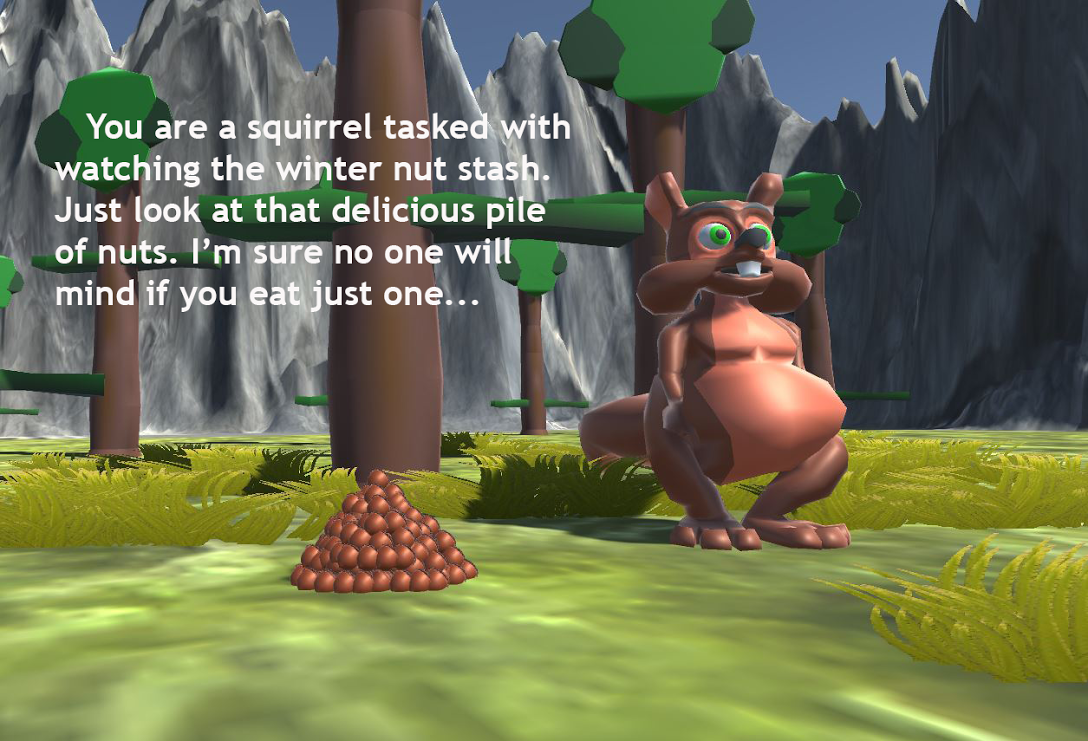 You are a squirrel tasked with
watching the winter nut stash.
Just look at that delicious pile
of nuts. I’m sure no one will
mind if you eat just one...